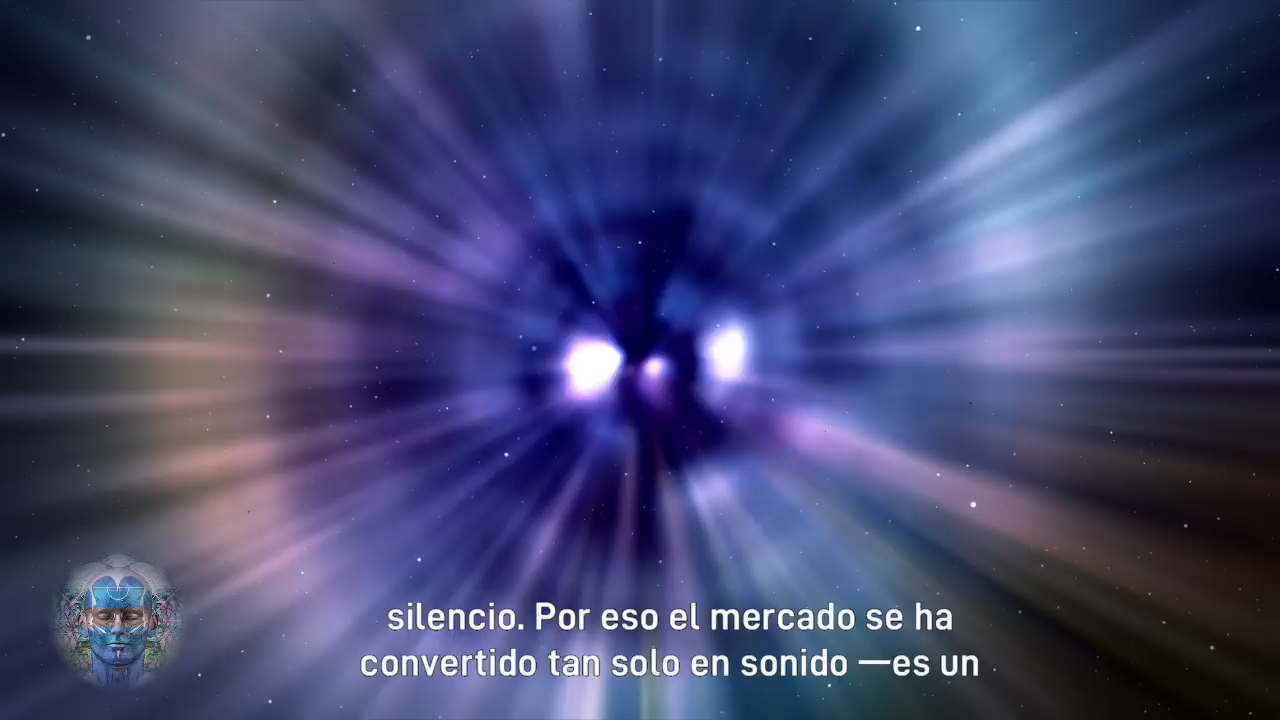 silencio. Por eso el mercado se ha
convertido tan solo en sonido —es un